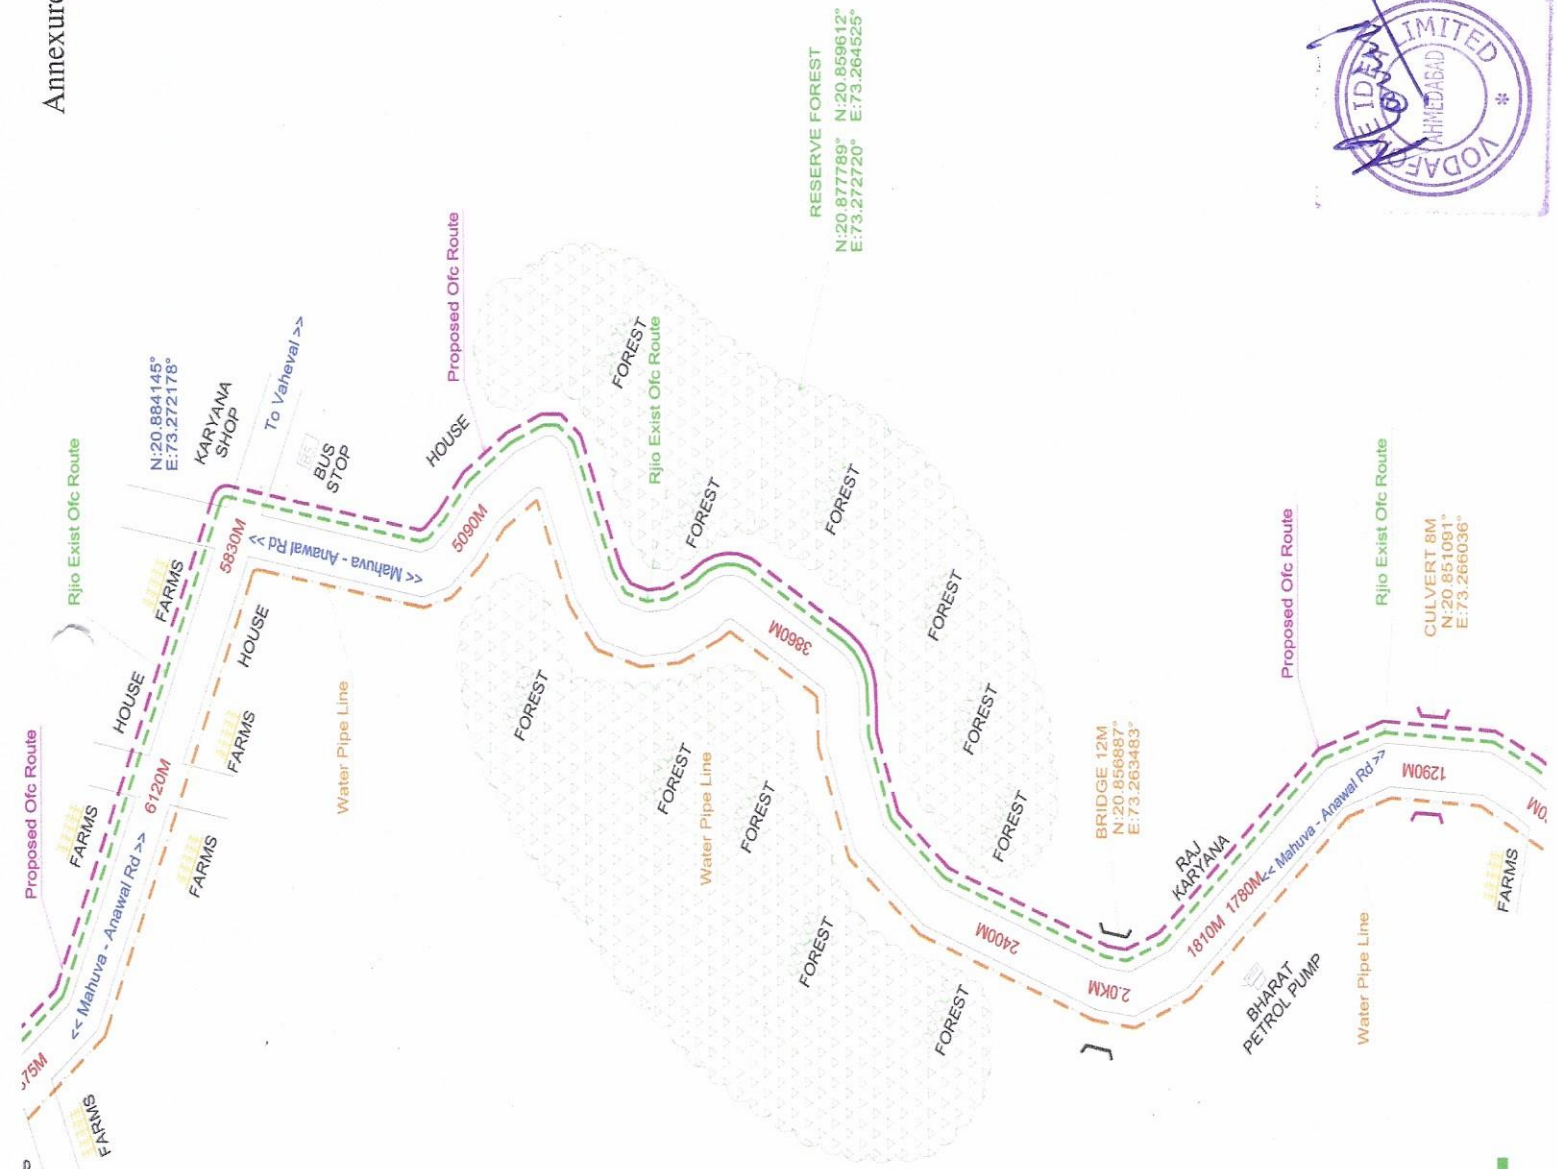 Annexure
Proposed Ofc Route
Rjio Exist Ofc Route
N:20.884145°
E:73.272178°
KARYANA
SHOP
To Vaheval >>
BUS
STOP
HOUSE
Proposed Ofc Route
FARMS
HOUSE
FARMS
5830M
<< Mahuva - Anawal Rd >>
5090M
HOUSE
FARMS
6120M
FARMS
<< Mahuva - Anawal Rd >>
FARMS
Water Pipe Line
RESERVE FOREST
N:20.877789° N:20.859612°
E:73.272720° E:73.264525°
FOREST
Rjio Exist Ofc Route
FOREST
FOREST
FOREST
FOREST
FOREST
3860M
FOREST
FOREST
Water Pipe Line
FOREST
FOREST
FOREST
2400M
BRIDGE 12M
N:20.856887°
E:73.263483°
2.0KM
RAJ
KARYANA
1810M 1780M
<< Mahuva - Anawal Rd >>
BHARAT
PETROL PUMP
Water Pipe Line
Proposed Ofc Route
Rjio Exist Ofc Route
CULVERT 8M
N:20.851091°
E:73.266036°
1290M
FARMS
VODAFONE IDEA LIMITED
AHMEDABAD